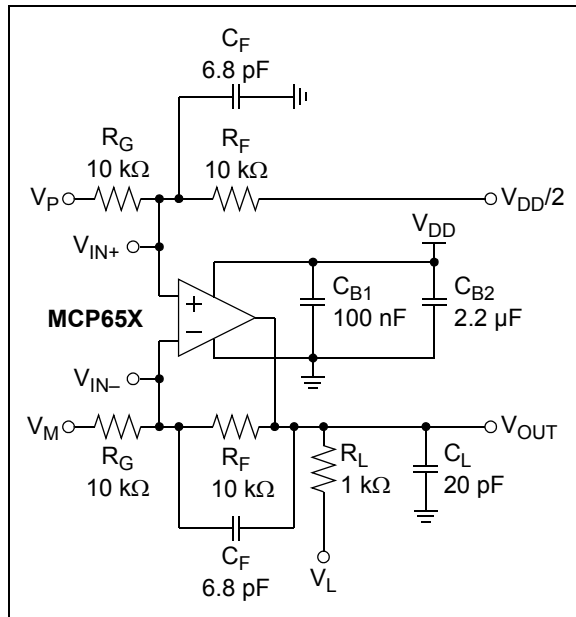 C_F
6.8 pF
R_G
10 kΩ
R_F
10 kΩ
V_P
V_DD/2
V_IN+
V_DD
+
−
MCP65X
C_B1
100 nF
C_B2
2.2 µF
V_IN–
V_M
R_G
10 kΩ
R_F
10 kΩ
V_OUT
R_L
1 kΩ
C_L
20 pF
C_F
6.8 pF
V_L